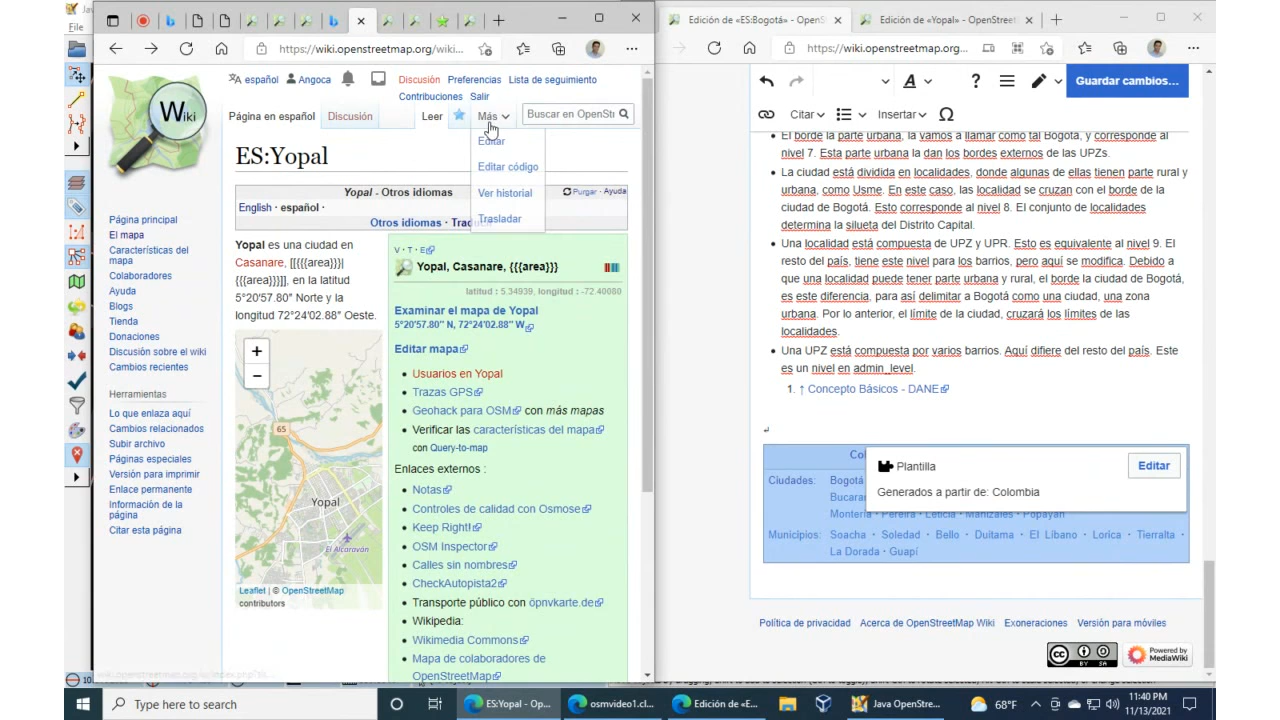 Jav
File
https://wiki.openstreetmap.org/wiki...
español
Angoca
Discusión
Preferencias
Lista de seguimiento
Contribuciones
Salir
Wiki
Página en español
Discusión
Leer
Más
Buscar en OpenStr
Editar
Editar código
Ver historial
Trasladar
ES:Yopal
Yopal - Otros idiomas
Purgar · Ayuda
English · español ·
Otros idiomas · Tradu
Página principal
El mapa
Características del
mapa
Colaboradores
Ayuda
Blogs
Tienda
Donaciones
Discusión sobre el wiki
Cambios recientes
Herramientas
Lo que enlaza aquí
Cambios relacionados
Subir archivo
Páginas especiales
Versión para imprimir
Enlace permanente
Información de la
página
Citar esta página
Yopal es una ciudad en
Casanare, [[{{{area}}}|
{{{area}}}]], en la latitud
5°20′57.80″ Norte y la
longitud 72°24′02.88″ Oeste.
+
−
65
Yopal
El Alcaraván
Leaflet | © OpenStreetMap
contributors
V · T · E
Yopal, Casanare, {{{area}}}
latitud : 5.34939, longitud : -72.40080
Examinar el mapa de Yopal
5°20′57.80″ N, 72°24′02.88″ W
Editar mapa
Usuarios en Yopal
Trazas GPS
Geohack para OSM con más mapas
Verificar las características del mapa
con Query-to-map
Enlaces externos :
Notas
Controles de calidad con Osmose
Keep Right!
OSM Inspector
Calles sin nombres
CheckAutopista2
Transporte público con öpnvkarte.de
Wikipedia:
Wikimedia Commons
Mapa de colaboradores de
OpenStreetMap
Edición de «ES:Bogotá» - OpenS
Edición de «Yopal» - OpenStreetM
https://wiki.openstreetmap.org...
A
?
Guardar cambios...
Citar
Insertar
Ω
El borde la parte urbana, la vamos a llamar como tal Bogotá, y corresponde al
nivel 7. Esta parte urbana la dan los bordes externos de las UPZs.
La ciudad está dividida en localidades, donde algunas de ellas tienen parte rural y
urbana, como Usme. En este caso, las localidad se cruzan con el borde de la
ciudad de Bogotá. Esto corresponde al nivel 8. El conjunto de localidades
determina la silueta del Distrito Capital.
Una localidad está compuesta de UPZ y UPR. Esto es equivalente al nivel 9. El
resto del país, tiene este nivel para los barrios, pero aquí se modifica. Debido a
que una localidad puede tener parte urbana y rural, el borde la ciudad de Bogotá,
es este diferencia, para así delimitar a Bogotá como una ciudad, una zona
urbana. Por lo anterior, el límite de la ciudad, cruzará los límites de las
localidades.
Una UPZ está compuesta por varios barrios. Aquí difiere del resto del país. Este
es un nivel en admin_level.
1. ↑ Concepto Básicos - DANE
Col
Plantilla
Editar
Generados a partir de: Colombia
Ciudades:
Bogotá
Bucarar
Montería · Pereira · Leticia · Manizales · Popayán
Municipios:
Soacha · Soledad · Bello · Duitama · El Líbano · Lorica · Tierralta ·
La Dorada · Guapí
Política de privacidad
Acerca de OpenStreetMap Wiki
Exoneraciones
Versión para móviles
CC BY SA
Powered by
MediaWiki
Type here to search
ES:Yopal - Op...
osmvideo1.cl...
Edición de «E...
Java OpenStre...
68°F
11:40 PM
11/13/2021